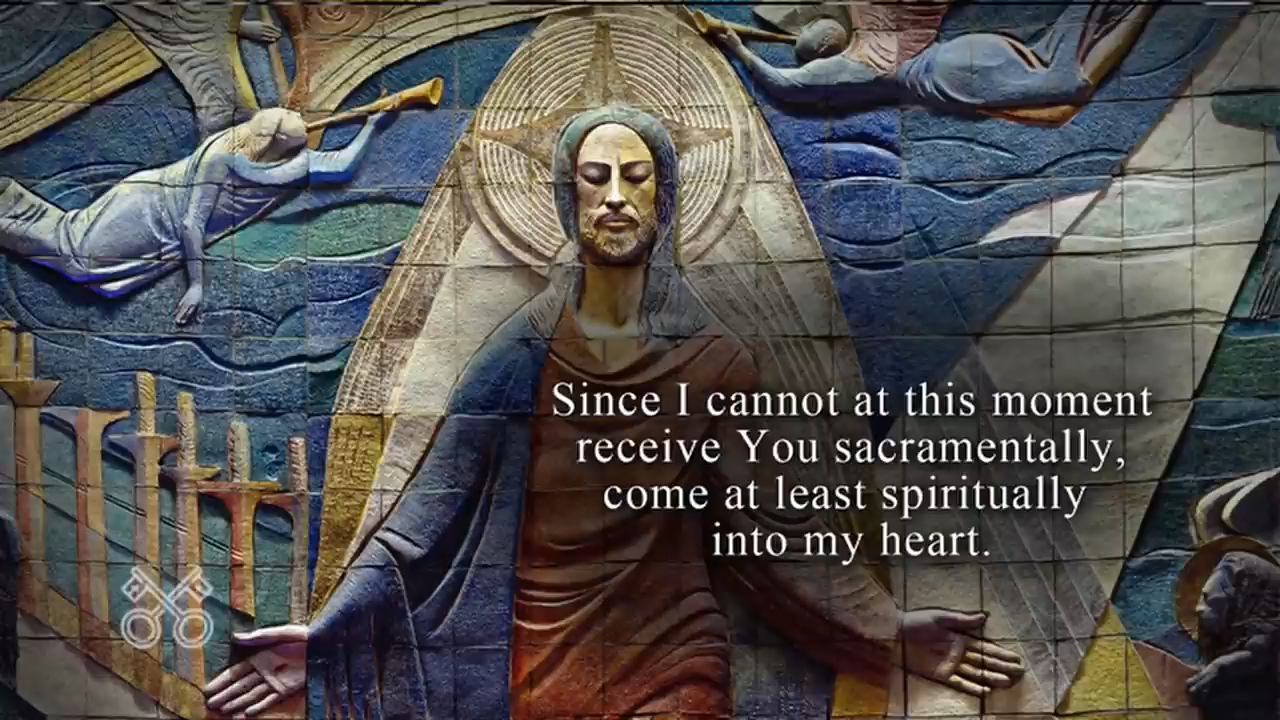 Since I cannot at this moment
receive You sacramentally,
come at least spiritually
into my heart.